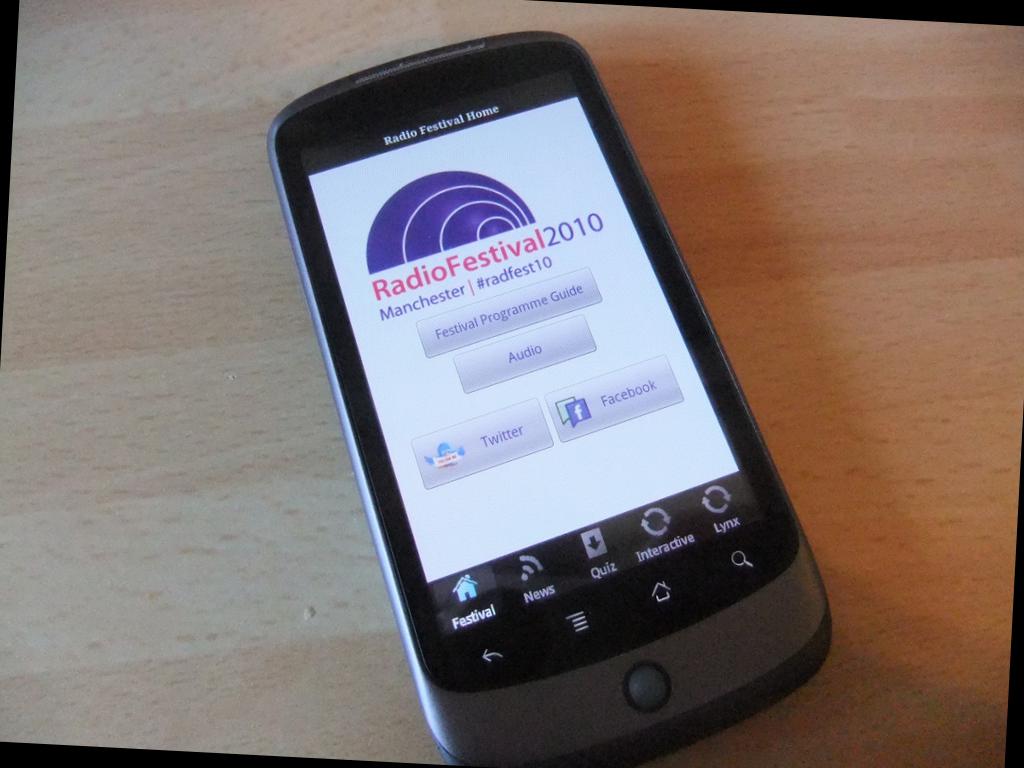 Radio Festival Home
RadioFestival2010
Manchester | #radfest10
Festival Programme Guide
Audio
Twitter
Facebook
Festival
News
Quiz
Interactive
Lynx